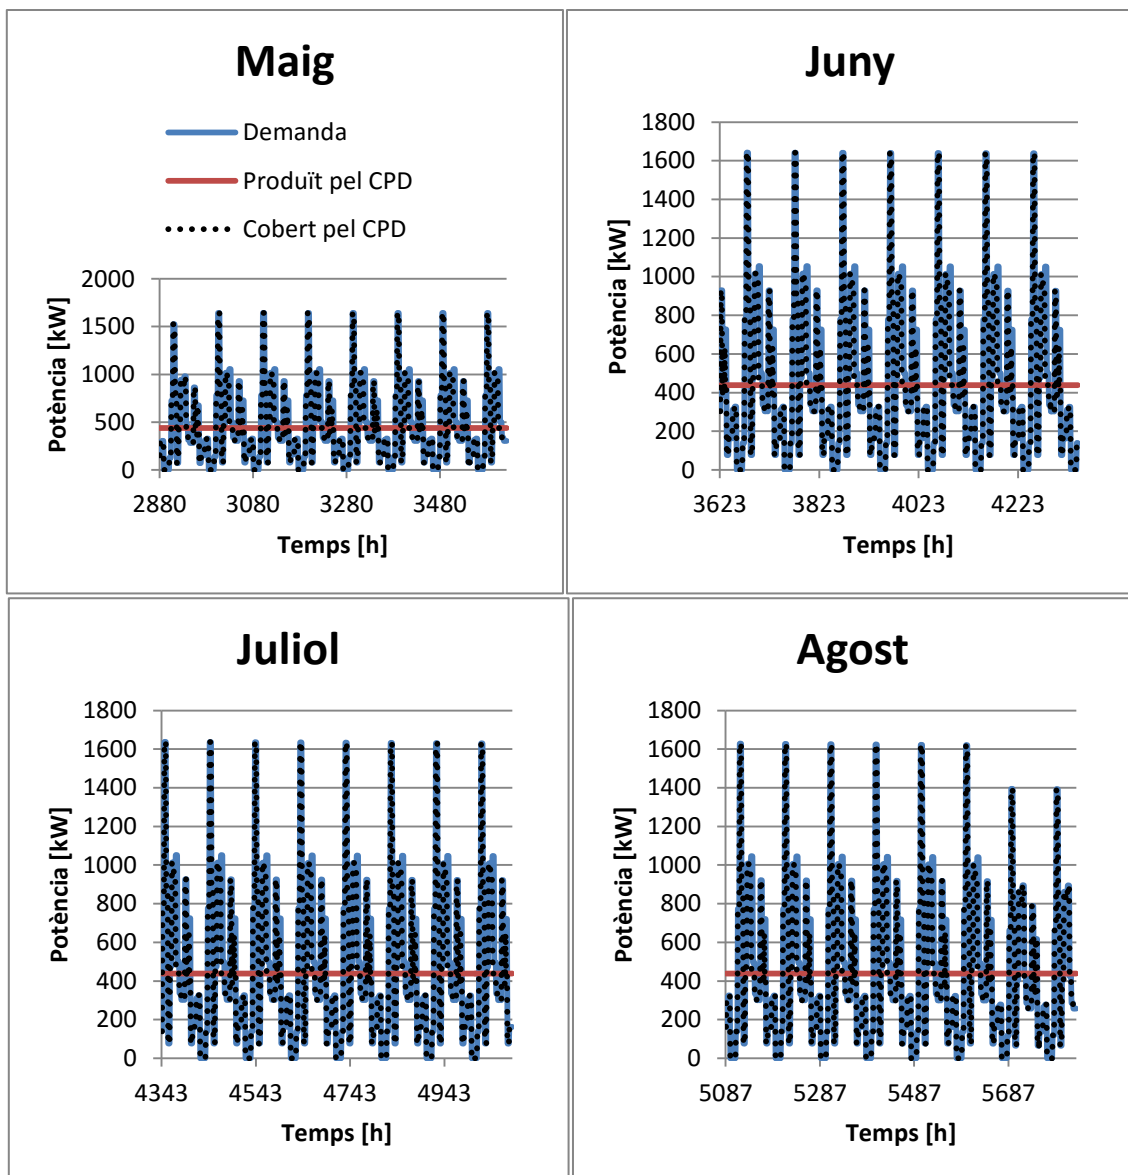 Maig
Demanda
Produït pel CPD
Cobert pel CPD
2000
1500
1000
500
0
Potència [kW]
2880 3080 3280 3480
Temps [h]
Juny
1800
1600
1400
1200
1000
800
600
400
200
0
Potència [kW]
3623 3823 4023 4223
Temps [h]
Juliol
1800
1600
1400
1200
1000
800
600
400
200
0
Potència [kW]
4343 4543 4743 4943
Temps [h]
Agost
1800
1600
1400
1200
1000
800
600
400
200
0
Potència [kW]
5087 5287 5487 5687
Temps [h]